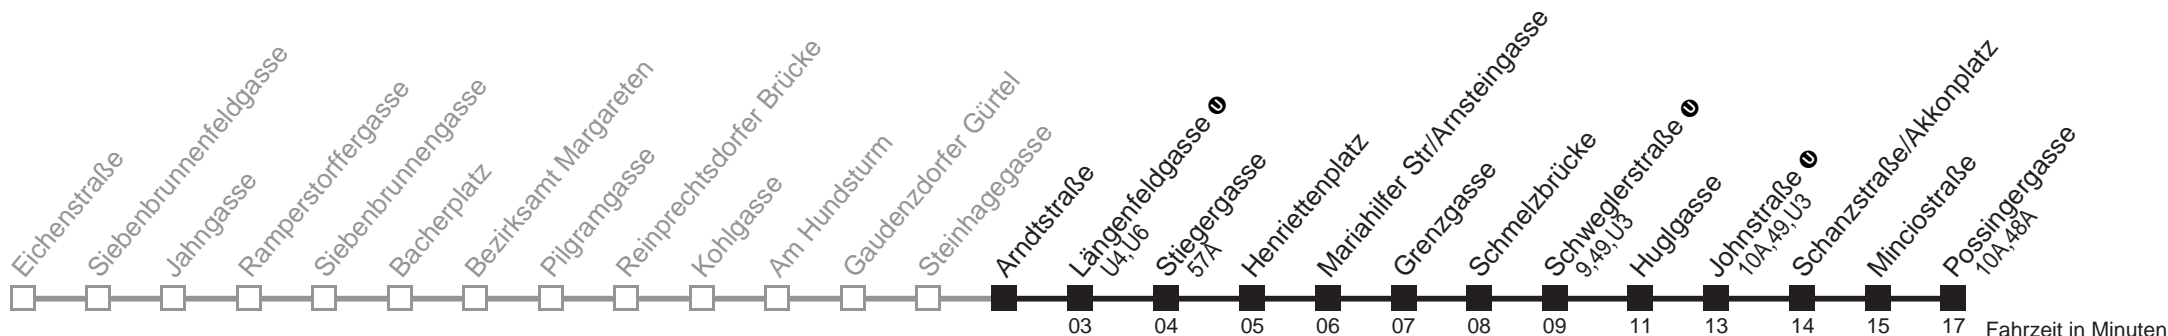 Eichenstraße
Siebenbrunnenfeldgasse
Jahngasse
Ramperstorffergasse
Siebenbrunnengasse
Bacherplatz
Bezirksamt Margareten
Pilgramgasse
Reinprechtsdorfer Brücke
Kohlgasse
Am Hundsturm
Gaudenzdorfer Gürtel
Steinhagegasse
Arndtstraße
Längenfeldgasse U
U4,U6
Stiegergasse
57A
Henriettenplatz
Mariahilfer Str/Arnsteingasse
Grenzgasse
Schmelzbrücke
Schweglerstraße U
9,49,U3
Huglgasse
Johnstraße U
10A,49,U3
Schanzstraße/Akkonplatz
Minciostraße
Possingergasse
10A,48A
03 04 05 06 07 08 09 11 13 14 15 17 Fahrzeit in Minuten